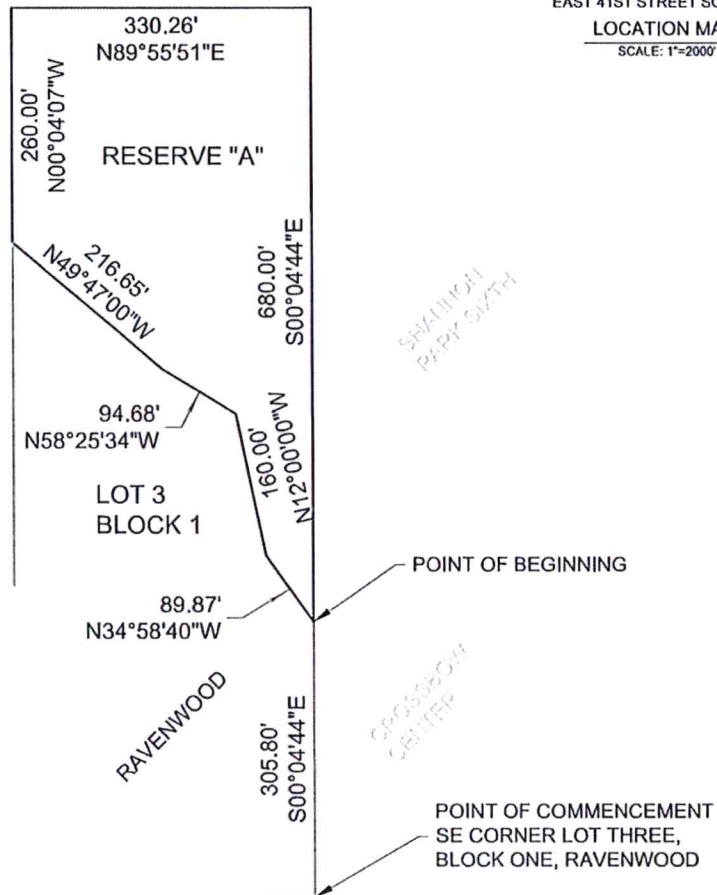 EAST 41ST STREET SO
LOCATION MA
SCALE: 1"=2000'
330.26'
N89°55'51"E
260.00'
N00°04'07"W
RESERVE "A"
216.65'
N49°47'00"W
680.00'
S00°04'44"E
SHANNON
PARK SIXTH
94.68'
N58°25'34"W
160.00'
N12°00'00"W
LOT 3
BLOCK 1
POINT OF BEGINNING
89.87'
N34°58'40"W
RAVENWOOD
CROSSBOW
CENTER
305.80'
S00°04'44"E
POINT OF COMMENCEMENT
SE CORNER LOT THREE,
BLOCK ONE, RAVENWOOD